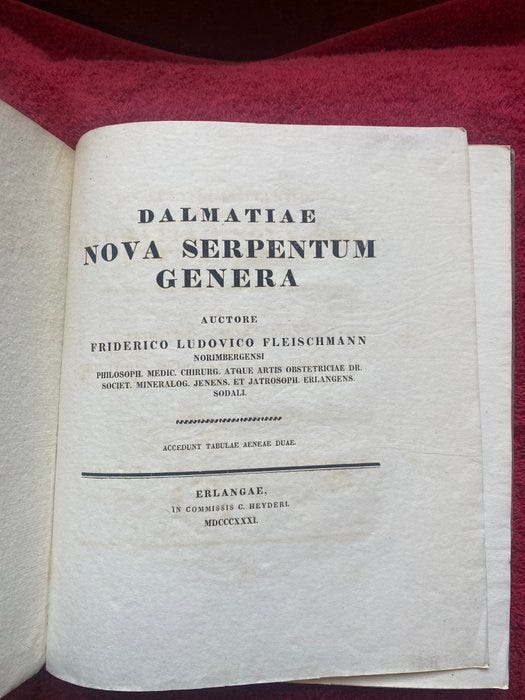 DALMATIAE
NOVA SERPENTUM
GENERA
AUCTORE
FRIDERICO LUDOVICO FLEISCHMANN
NORIMBERGENSI
PHILOSOPH. MEDIC. CHIRURG. ATQUE ARTIS OBSTETRICIAE DR.
SOCIET. MINERALOG. JENENS. ET JATROSOPH. ERLANGENS.
SODALI.
ACCEDUNT TABULAE AENEAE DUAE.
ERLANGAE,
IN COMMISSIS C. HEYDERI.
MDCCCXXXI.